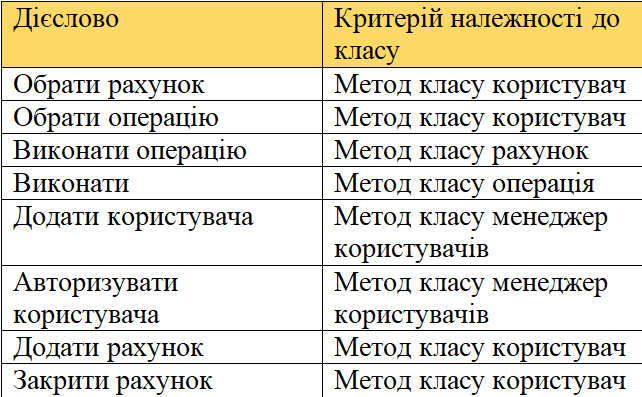 Дієслово
Критерій належності до
класу
Обрати рахунок
Метод класу користувач
Обрати операцію
Метод класу користувач
Виконати операцію
Метод класу рахунок
Виконати
Метод класу операція
Додати користувача
Метод класу менеджер
користувачів
Авторизувати
користувача
Метод класу менеджер
користувачів
Додати рахунок
Метод класу користувач
Закрити рахунок
Метод класу користувач